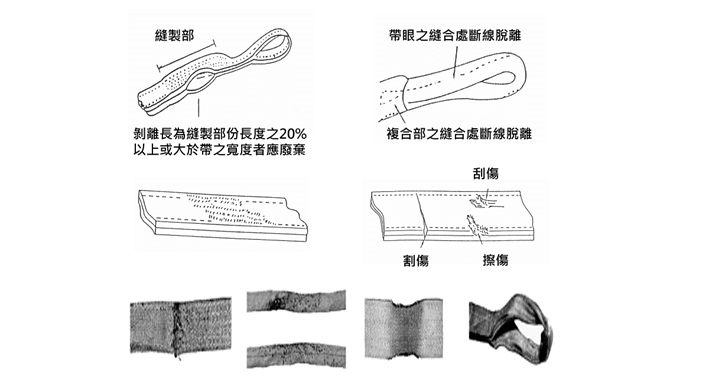 縫製部
帶眼之縫合處斷線脫離
剝離長為縫製部份長度之20%
以上或大於帶之寬度者應廢棄
複合部之縫合處斷線脫離
刮傷
割傷
擦傷